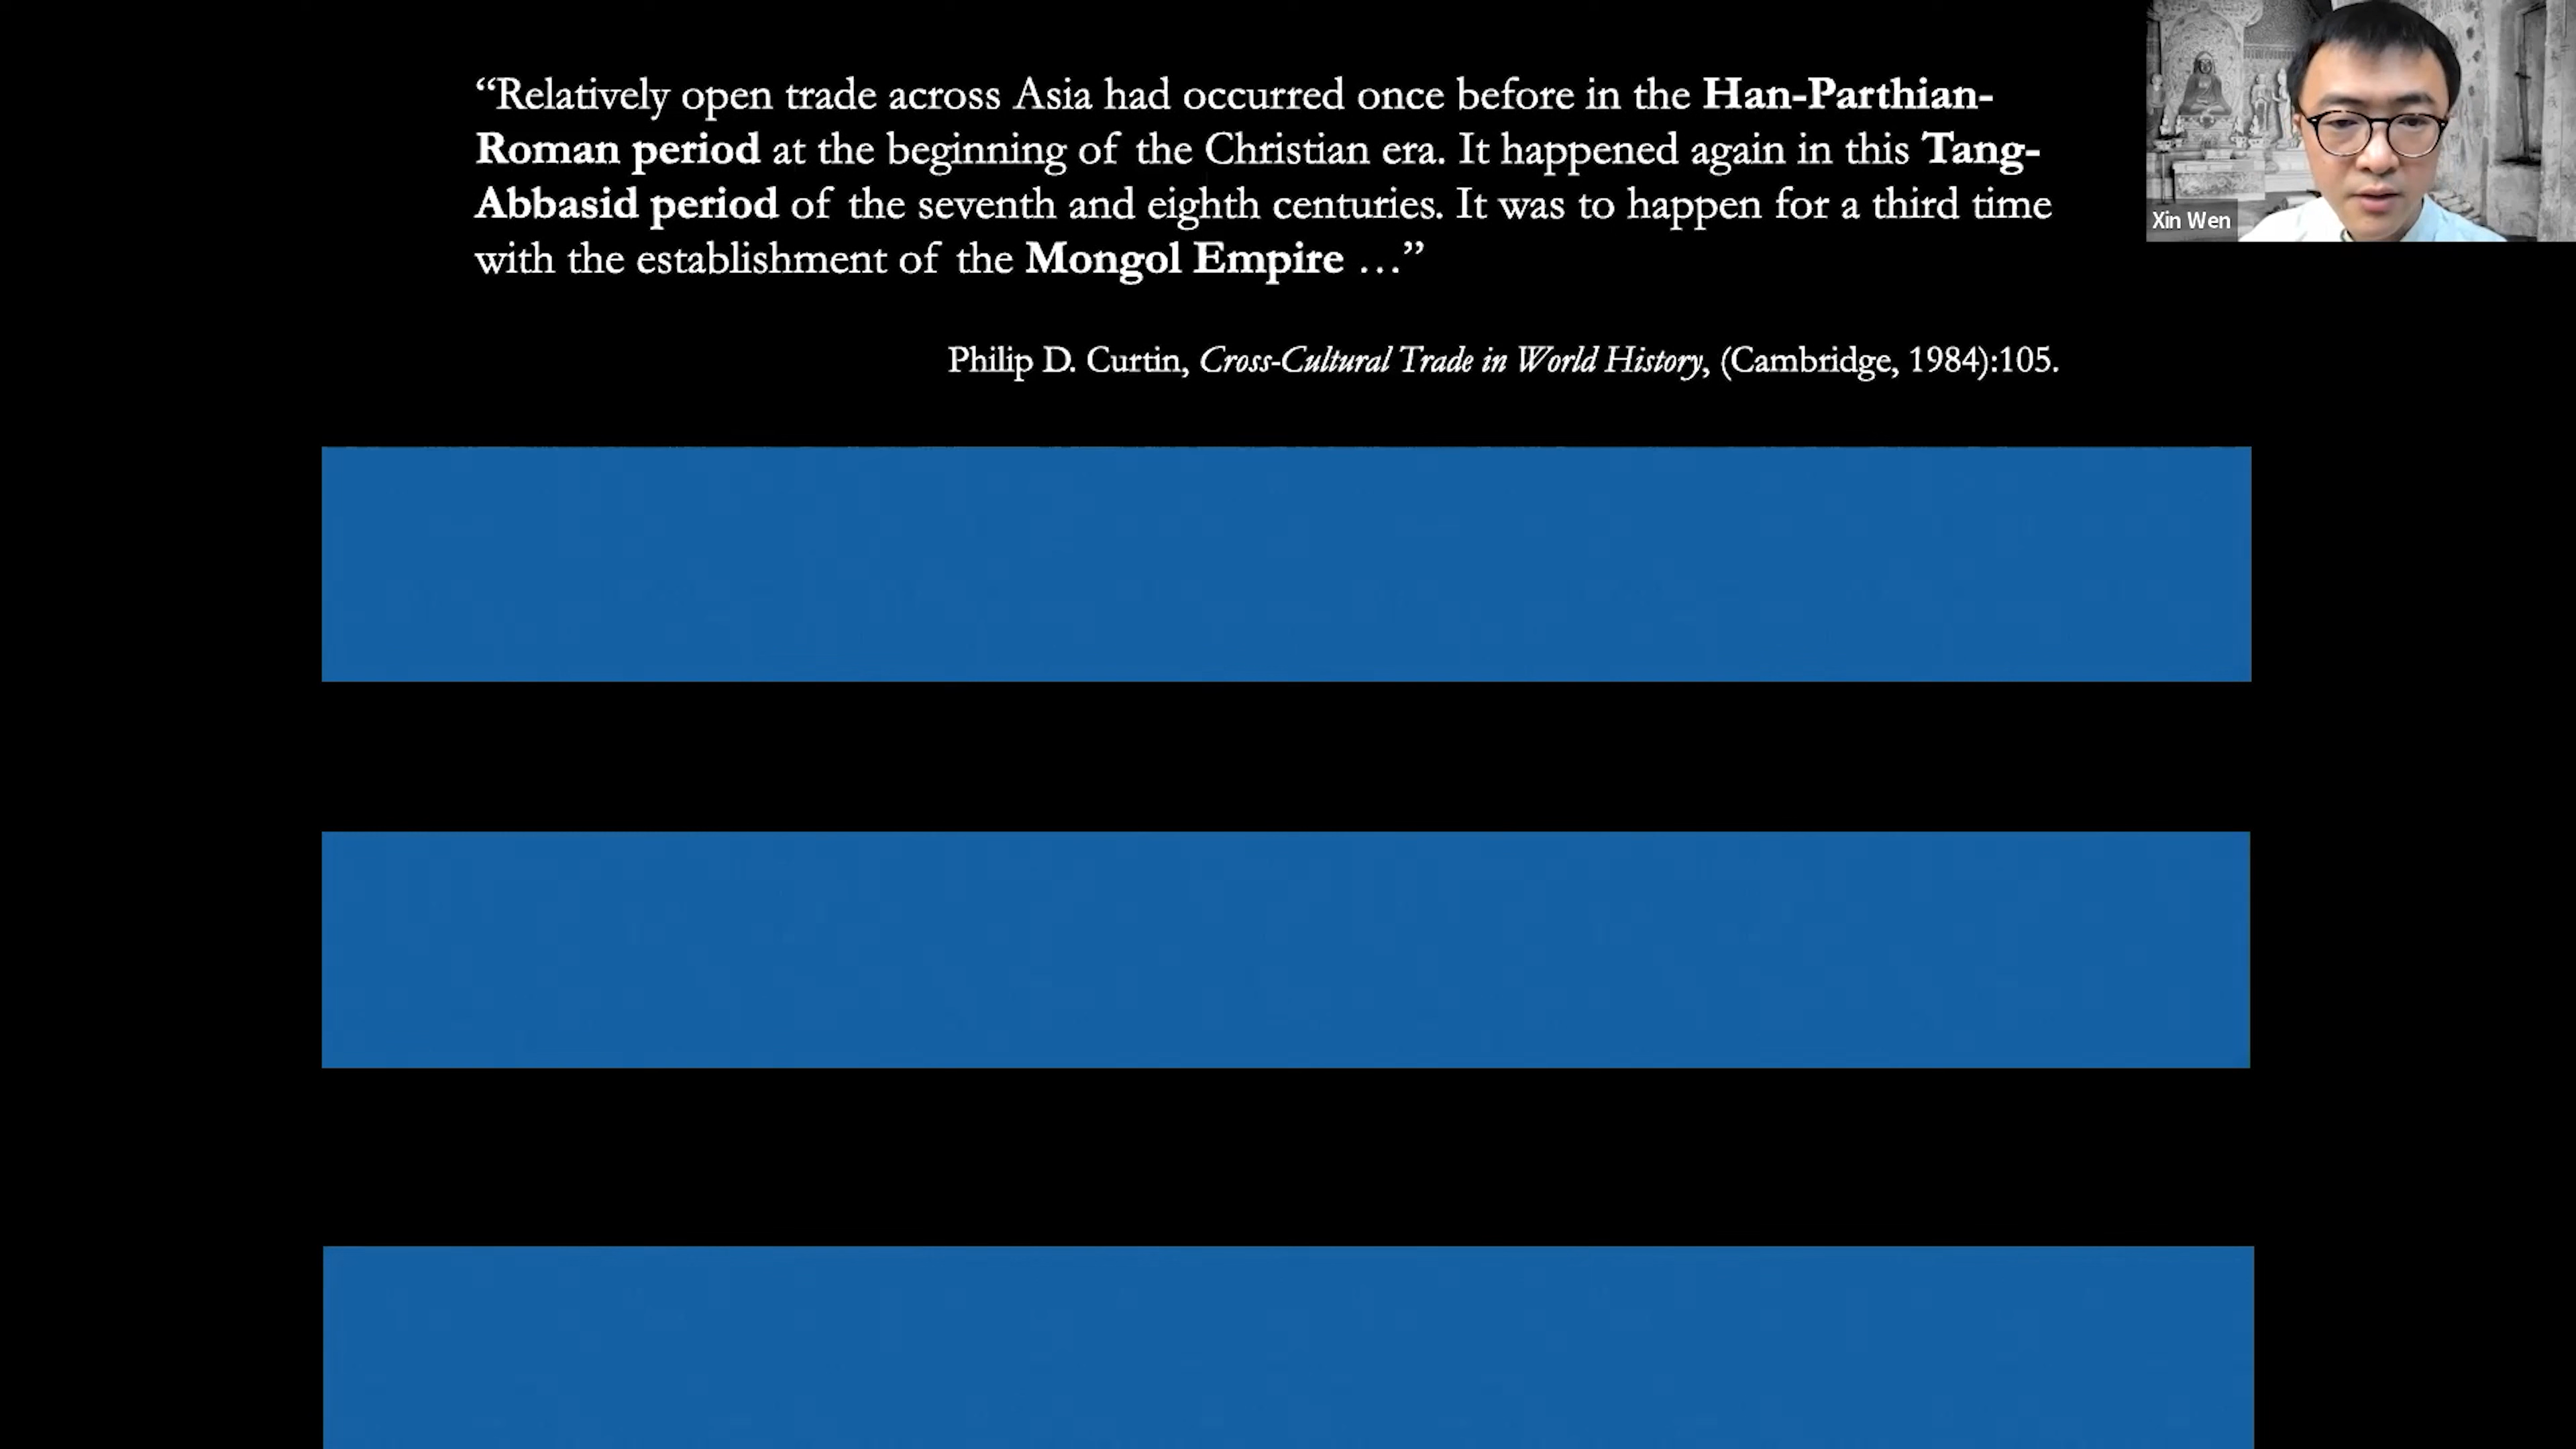 “Relatively open trade across Asia had occurred once before in the Han-Parthian-
Roman period at the beginning of the Christian era. It happened again in this Tang-
Abbasid period of the seventh and eighth centuries. It was to happen for a third time
with the establishment of the Mongol Empire …”
Philip D. Curtin, Cross-Cultural Trade in World History, (Cambridge, 1984):105.
Xin Wen